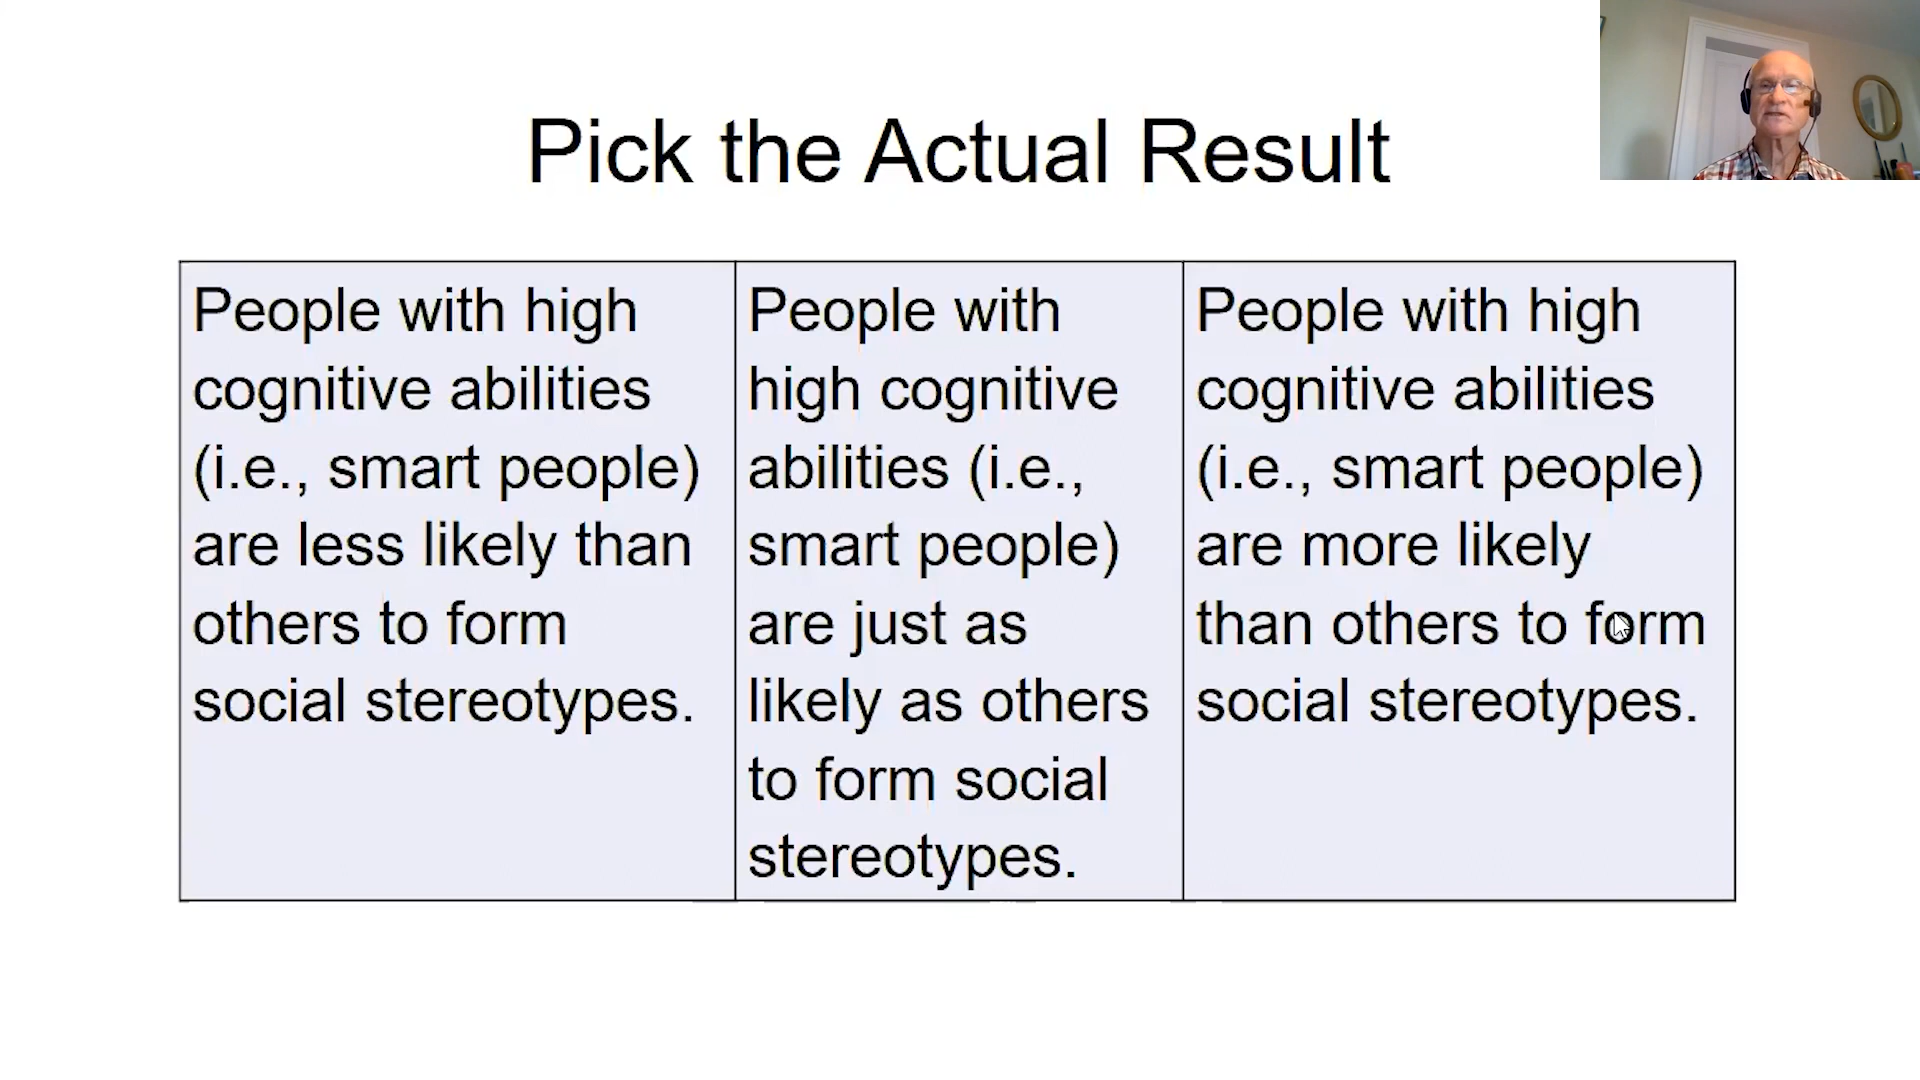 Pick the Actual Result
People with high
cognitive abilities
(i.e., smart people)
are less likely than
others to form
social stereotypes.
People with
high cognitive
abilities (i.e.,
smart people)
are just as
likely as others
to form social
stereotypes.
People with high
cognitive abilities
(i.e., smart people)
are more likely
than others to form
social stereotypes.